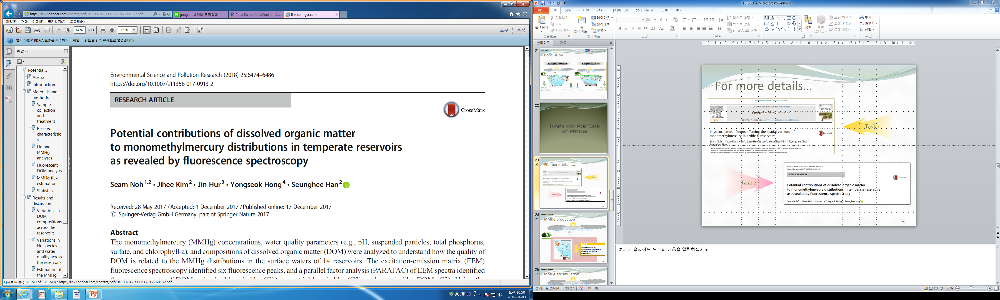 https://link.springer.com/content/pdf/10.1007%2Fs11356-017-0913-2.pdf
google : 네이버 통합검색
Potential contributions of diss...
link.springer.com
파일(F) 편집 이동(G) 즐겨찾기(A) 도움말(H)
6474 1/13 179%
도구 주석
열린 파일은 PDF/A 표준을 준수하며 수정할 수 없도록 읽기 전용으로 열렸습니다.
책갈피
Potential...
Abstract
Introduction
Materials and
methods
Sample
collection
and
treatment
Reservoir
characteristic
s
Hg and
MMHg
analyses
Fluorescent
DOM analysis
MMHg flux
estimation
Statistics
Results and
discussion
Variations in
DOM
compositions
across the
reservoirs
Variations in
Hg species
and water
quality across
the reservoirs
Estimation of
the MMHg
Environmental Science and Pollution Research (2018) 25:6474–6486
https://doi.org/10.1007/s11356-017-0913-2
RESEARCH ARTICLE
CrossMark
Potential contributions of dissolved organic matter
to monomethylmercury distributions in temperate reservoirs
as revealed by fluorescence spectroscopy
Seam Noh 1,2 • Jihee Kim 2 • Jin Hur 3 • Yongseok Hong 4 • Seunghee Han 2 iD
Received: 28 May 2017 / Accepted: 1 December 2017 / Published online: 17 December 2017
© Springer-Verlag GmbH Germany, part of Springer Nature 2017
Abstract
The monomethylmercury (MMHg) concentrations, water quality parameters (e.g., pH, suspended particles, total phosphorus,
sulfate, and chlorophyll-a), and compositions of dissolved organic matter (DOM) were analyzed to understand how the quality of
DOM is related to the MMHg distributions in the surface waters of 14 reservoirs. The excitation-emission matrix (EEM)
fluorescence spectroscopy identified six fluorescence peaks, and a parallel factor analysis (PARAFAC) of EEM spectra identified
다운로드 중 (1.23 MB of 1.23 MB) : https://link.springer.com/content/pdf/10.1007%2Fs11356-017-0913-2.pdf
A 漢
오전 10:50
2018-04-03
18_EGU - Microsoft PowerPoint
파일 홈 삽입 디자인 전환 애니메이션 슬라이드 쇼 검토 보기
붙여넣기
잘라내기
복사
서식 복사
클립보드
새
슬라이드
레이아웃
원래대로
구역
슬라이드
20
글꼴
텍스트 방향
텍스트 맞춤
SmartArt로 변환
단락
정렬
빠른
스타일
도형 채우기
도형 윤곽선
도형 효과
그리기
찾기
바꾸기
선택
편집
슬라이드 개요
21
Conclusion
Conclusion
Oligotrophic ecosystem Eutrophic ecosystem
22
THANK YOU FOR YOUR
ATTENTION
23
For more details...
Task 1
Task 2
24
Research purpose
MMHg production
Task 1
Understanding of
physicochemical factors
affecting the MMHg
production
25
Research purpose
MMHg accumulation
For more details...
Environmental Pollution 208 (2016) 345-353
Contents lists available at ScienceDirect
Environmental Pollution
journal homepage: www.elsevier.com/locate/envpol
ELSEVIER
Physicochemical factors affecting the spatial variance of
monomethylmercury in artificial reservoirs
CrossMark
Seam Noh a, Chan-Kook Kim b, Jong-Hyeon Lee b, Younghee Kim c, Kyunghee Choi c,
Seunghee Han a,*
Task 1
Task 2
Environmental Science and Pollution Research
https://doi.org/10.1007/s11356-017-0913-2
RESEARCH ARTICLE
CrossMark
Potential contributions of dissolved organic matter
to monomethylmercury distributions in temperate reservoirs
as revealed by fluorescence spectroscopy
Seam Noh 1,2 • Jihee Kim 2 • Jin Hur 3 • Yongseok Hong 4 • Seunghee Han 2 iD
23
여기에 슬라이드 노트의 내용을 입력하십시오
슬라이드 23/34 "흐름" 한국어
80%